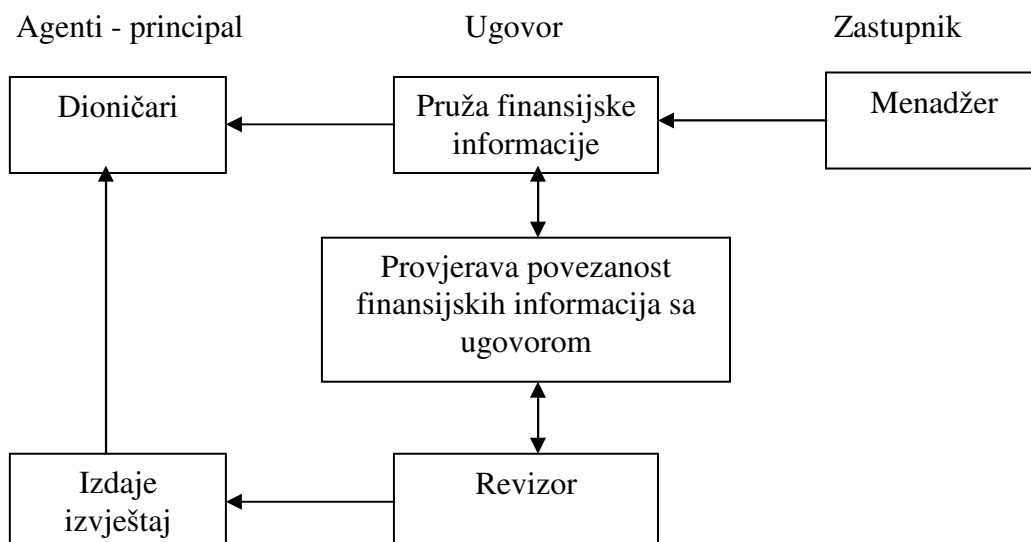 Agenti - principal
Ugovor
Zastupnik
Dioničari
Pruža finansijske
informacije
Menadžer
Provjerava povezanost
finansijskih informacija sa
ugovorom
Izdaje
izvještaj
Revizor